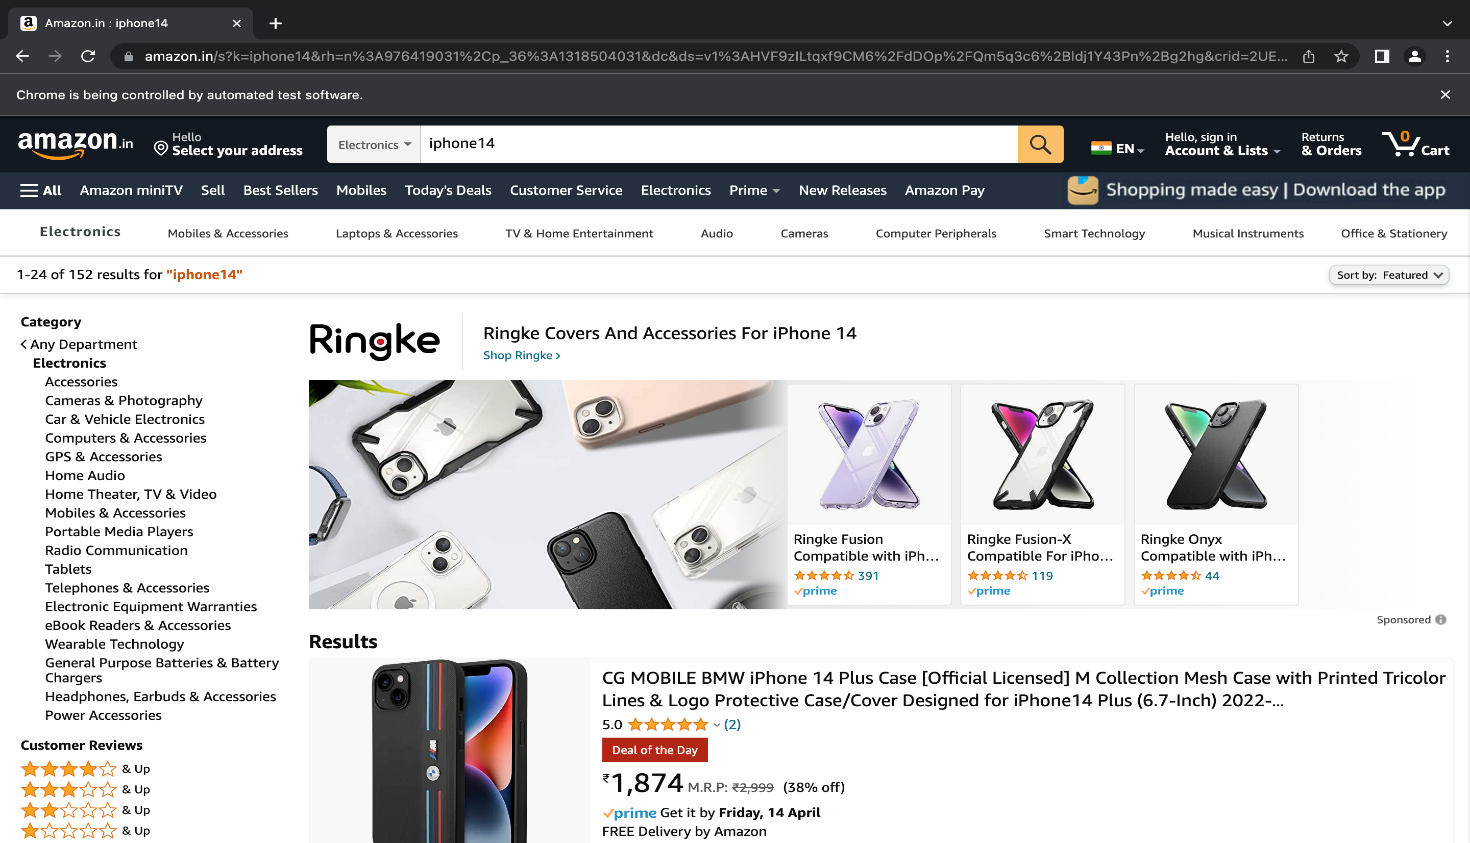 Amazon.in : iphone14
amazon.in/s?k=iphone14&rh=n%3A976419031%2Cp_36%3A1318504031&dc&ds=v1%3AHVF9zILtqxf9CM6%2FdDOp%2FQm5q3c6%2Bldj1Y43Pn%2Bg2hg&crid=2UE...
Chrome is being controlled by automated test software.
amazon.in
Hello
Select your address
Electronics
iphone14
EN
Hello, sign in
Account & Lists
Returns
& Orders
0
Cart
All
Amazon miniTV
Sell
Best Sellers
Mobiles
Today's Deals
Customer Service
Electronics
Prime
New Releases
Amazon Pay
Shopping made easy | Download the app
Electronics
Mobiles & Accessories
Laptops & Accessories
TV & Home Entertainment
Audio
Cameras
Computer Peripherals
Smart Technology
Musical Instruments
Office & Stationery
1-24 of 152 results for "iphone14"
Sort by: Featured
Category
Any Department
Electronics
Accessories
Cameras & Photography
Car & Vehicle Electronics
Computers & Accessories
GPS & Accessories
Home Audio
Home Theater, TV & Video
Mobiles & Accessories
Portable Media Players
Radio Communication
Tablets
Telephones & Accessories
Electronic Equipment Warranties
eBook Readers & Accessories
Wearable Technology
General Purpose Batteries & Battery
Chargers
Headphones, Earbuds & Accessories
Power Accessories
Customer Reviews
& Up
& Up
& Up
& Up
Ringke
Ringke Covers And Accessories For iPhone 14
Shop Ringke ›
Ringke Fusion
Compatible with iPh...
391
prime
Ringke Fusion-X
Compatible For iPho...
119
prime
Ringke Onyx
Compatible with iPh...
44
prime
Sponsored
Results
CG MOBILE BMW iPhone 14 Plus Case [Official Licensed] M Collection Mesh Case with Printed Tricolor
Lines & Logo Protective Case/Cover Designed for iPhone14 Plus (6.7-Inch) 2022-...
5.0 (2)
Deal of the Day
₹1,874 M.R.P: ₹2,999 (38% off)
prime Get it by Friday, 14 April
FREE Delivery by Amazon